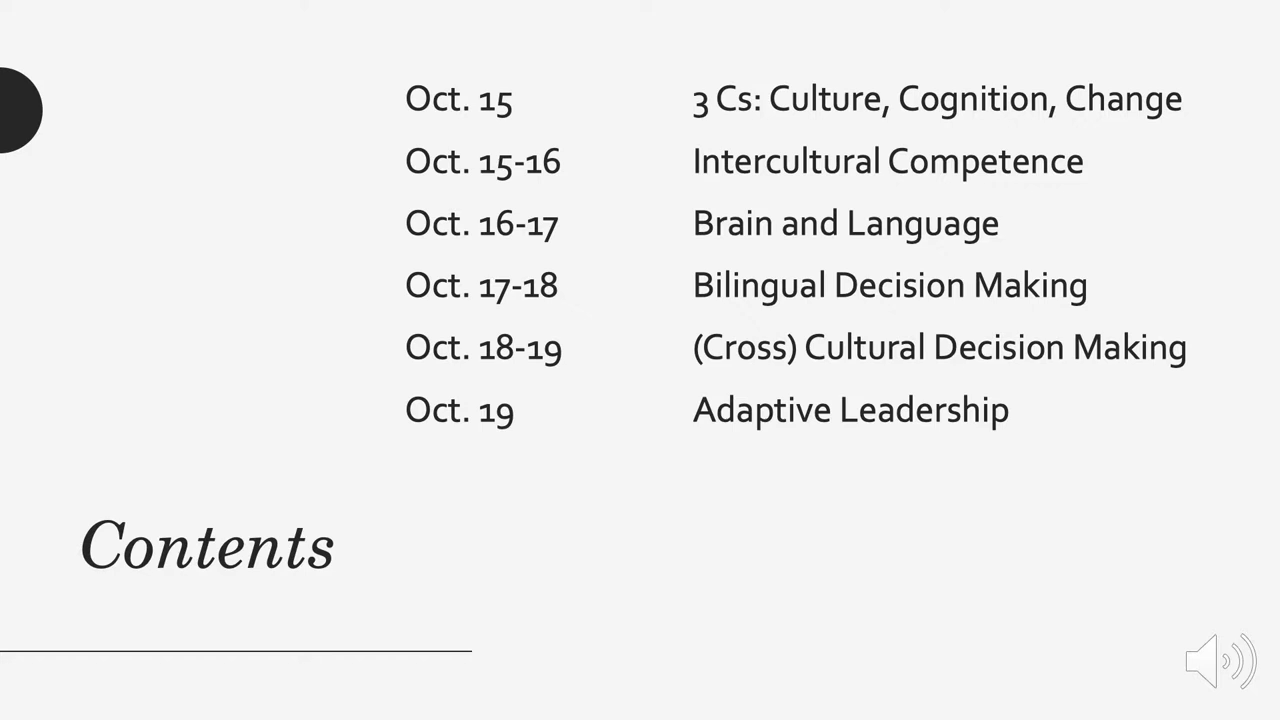 Oct. 15 3 Cs: Culture, Cognition, Change
Oct. 15-16 Intercultural Competence
Oct. 16-17 Brain and Language
Oct. 17-18 Bilingual Decision Making
Oct. 18-19 (Cross) Cultural Decision Making
Oct. 19 Adaptive Leadership
Contents